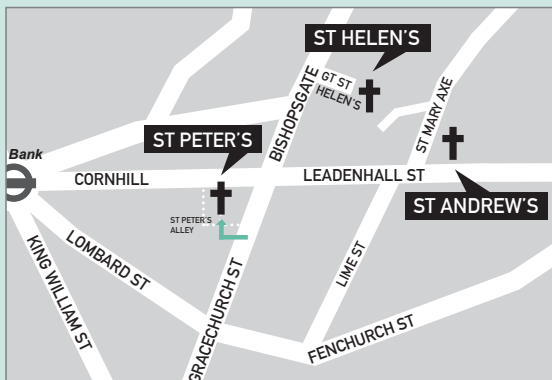 ST HELEN'S
GT ST
HELEN'S
BISHOPSGATE
ST MARY AXE
ST PETER'S
Bank
CORNHILL
LEADENHALL ST
ST ANDREW'S
ST PETER'S
ALLEY
LOMBARD ST
KING WILLIAM ST
GRACECHURCH ST
LIME ST
FENCHURCH ST